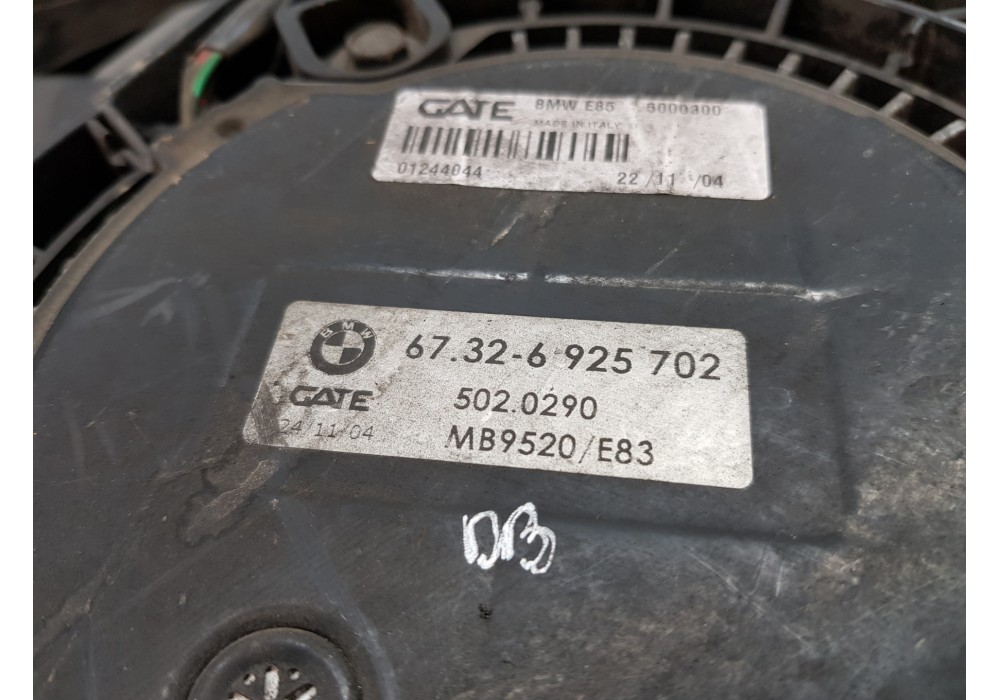 GATE BMW E85 6000300
MADE IN ITALY
01244044 22/11/04
BMW 67.32-6 925 702
GATE 502.0290
24/11/04 MB9520/E83
DB